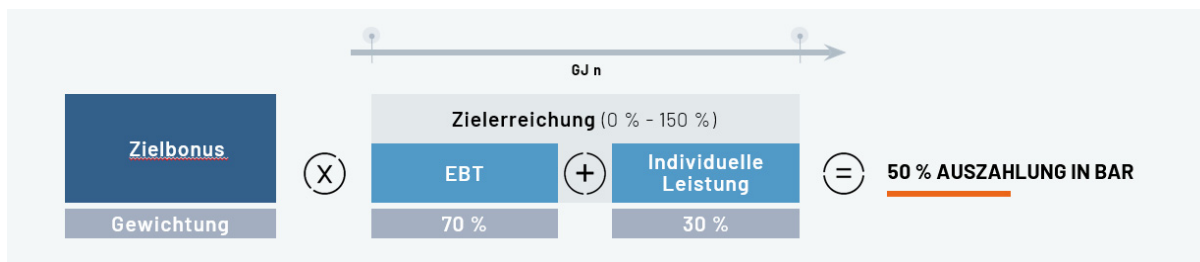 GJ n
Zielerreichung (0 % - 150 %)
Zielbonus
X
EBT
+
Individuelle
Leistung
=
50 % AUSZAHLUNG IN BAR
Gewichtung
70 %
30 %